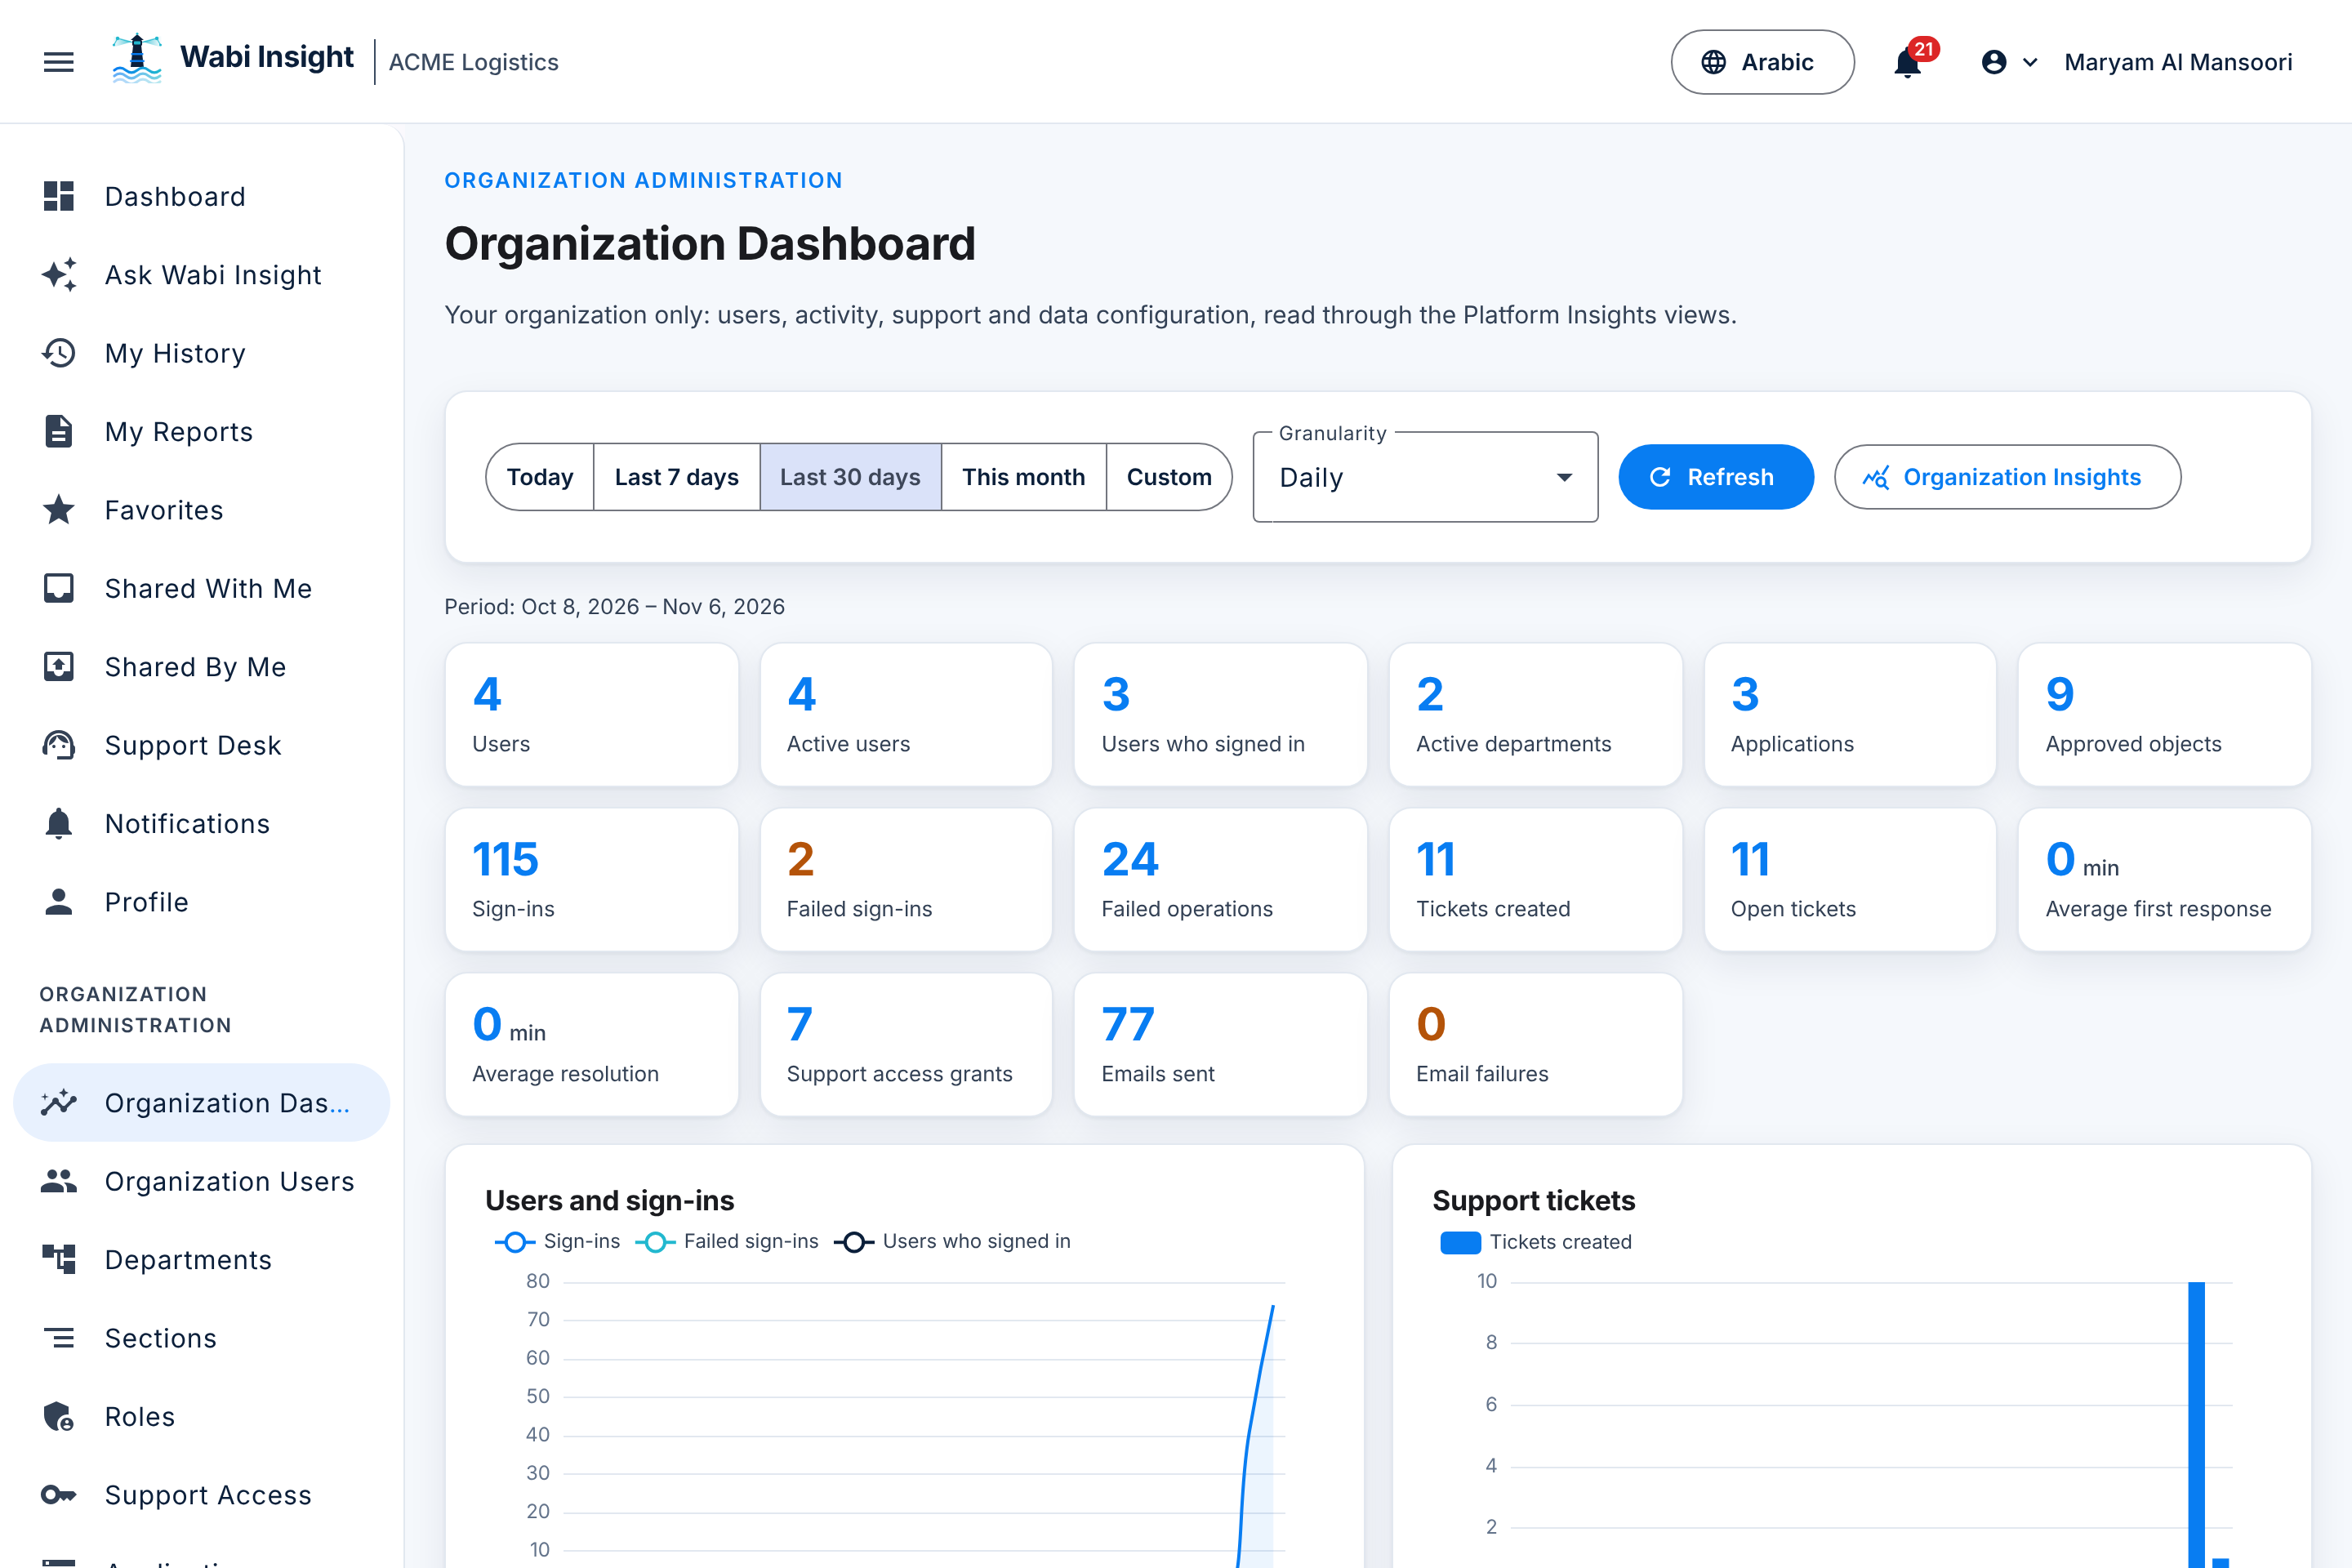 Wabi Insight
ACME Logistics
Arabic
21
Maryam Al Mansoori
Dashboard
Ask Wabi Insight
My History
My Reports
Favorites
Shared With Me
Shared By Me
Support Desk
Notifications
Profile
ORGANIZATION
ADMINISTRATION
Organization Das...
Organization Users
Departments
Sections
Roles
Support Access
ORGANIZATION ADMINISTRATION
Organization Dashboard
Your organization only: users, activity, support and data configuration, read through the Platform Insights views.
Today
Last 7 days
Last 30 days
This month
Custom
Granularity
Daily
Refresh
Organization Insights
Period: Oct 8, 2026 – Nov 6, 2026
4
Users
4
Active users
3
Users who signed in
2
Active departments
3
Applications
9
Approved objects
115
Sign-ins
2
Failed sign-ins
24
Failed operations
11
Tickets created
11
Open tickets
0 min
Average first response
0 min
Average resolution
7
Support access grants
77
Emails sent
0
Email failures
Users and sign-ins
Sign-ins
Failed sign-ins
Users who signed in
80
70
60
50
40
30
20
10
Support tickets
Tickets created
10
8
6
4
2